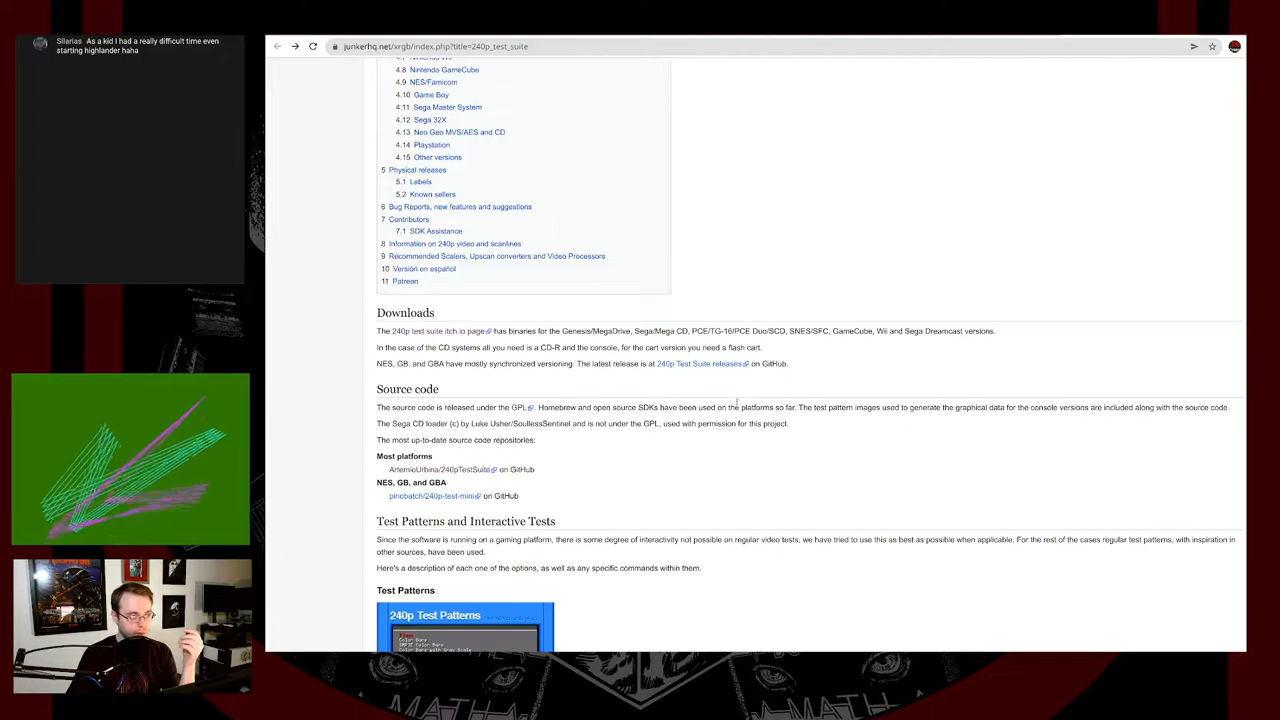 Silarias As a kid I had a really difficult time even
starting highlander haha
junkerhq.net/xrgb/index.php?title=240p_test_suite
4.8 Nintendo GameCube
4.9 NES/Famicom
4.10 Game Boy
4.11 Sega Master System
4.12 Sega 32X
4.13 Neo Geo MVS/AES and CD
4.14 Playstation
4.15 Other versions
5 Physical releases
5.1 Labels
5.2 Known sellers
6 Bug Reports, new features and suggestions
7 Contributors
7.1 SDK Assistance
8 Information on 240p video and scanlines
9 Recommended Scalers, Upscan converters and Video Processors
10 Versión en español
11 Patreon
Downloads
The 240p test suite itch.io page has binaries for the Genesis/MegaDrive, Sega/Mega CD, PCE/TG-16/PCE Duo/SCD, SNES/SFC, GameCube, Wii and Sega Dreamcast versions.
In the case of the CD systems all you need is a CD-R and the console, for the cart version you need a flash cart.
NES, GB, and GBA have mostly synchronized versioning. The latest release is at 240p Test Suite releases on GitHub.
Source code
The source code is released under the GPL. Homebrew and open source SDKs have been used on the platforms so far. The test pattern images used to generate the graphical data for the console versions are included along with the source code.
The Sega CD loader (c) by Luke Usher/SoullessSentinel and is not under the GPL, used with permission for this project.
The most up-to-date source code repositories:
Most platforms
ArtemioUrbina/240pTestSuite on GitHub
NES, GB, and GBA
pinobatch/240p-test-mini on GitHub
Test Patterns and Interactive Tests
Since the software is running on a gaming platform, there is some degree of interactivity not possible on regular video tests, we have tried to use this as best as possible when applicable. For the rest of the cases regular test patterns, with inspiration in
other sources, have been used.
Here's a description of each one of the options, as well as any specific commands within them.
Test Patterns
240p Test Patterns
Color Bars
SMPTE Color Bars
Color Bars with Gray Scale